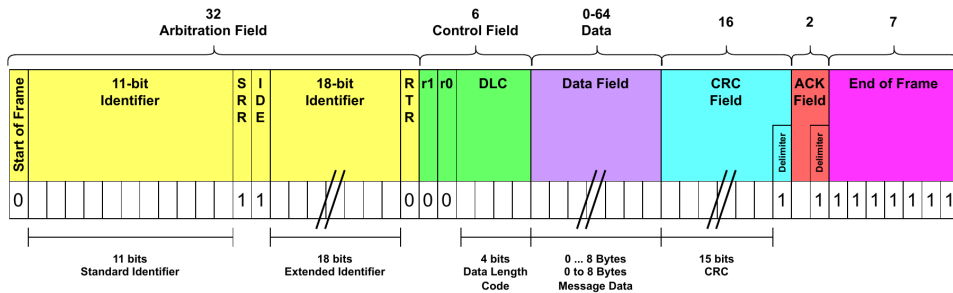 32
Arbitration Field
6
Control Field
0-64
Data
16
2
7
Start of Frame
11-bit
Identifier
S
R
R
I
D
E
18-bit
Identifier
R
T
R
r1
r0
DLC
Data Field
CRC
Field
Delimiter
ACK
Field
Delimiter
End of Frame
0 1 1 0 0 0 1 1 1 1 1 1 1 1 1
11 bits
Standard Identifier
18 bits
Extended Identifier
4 bits
Data Length
Code
0 ... 8 Bytes
0 to 8 Bytes
Message Data
15 bits
CRC